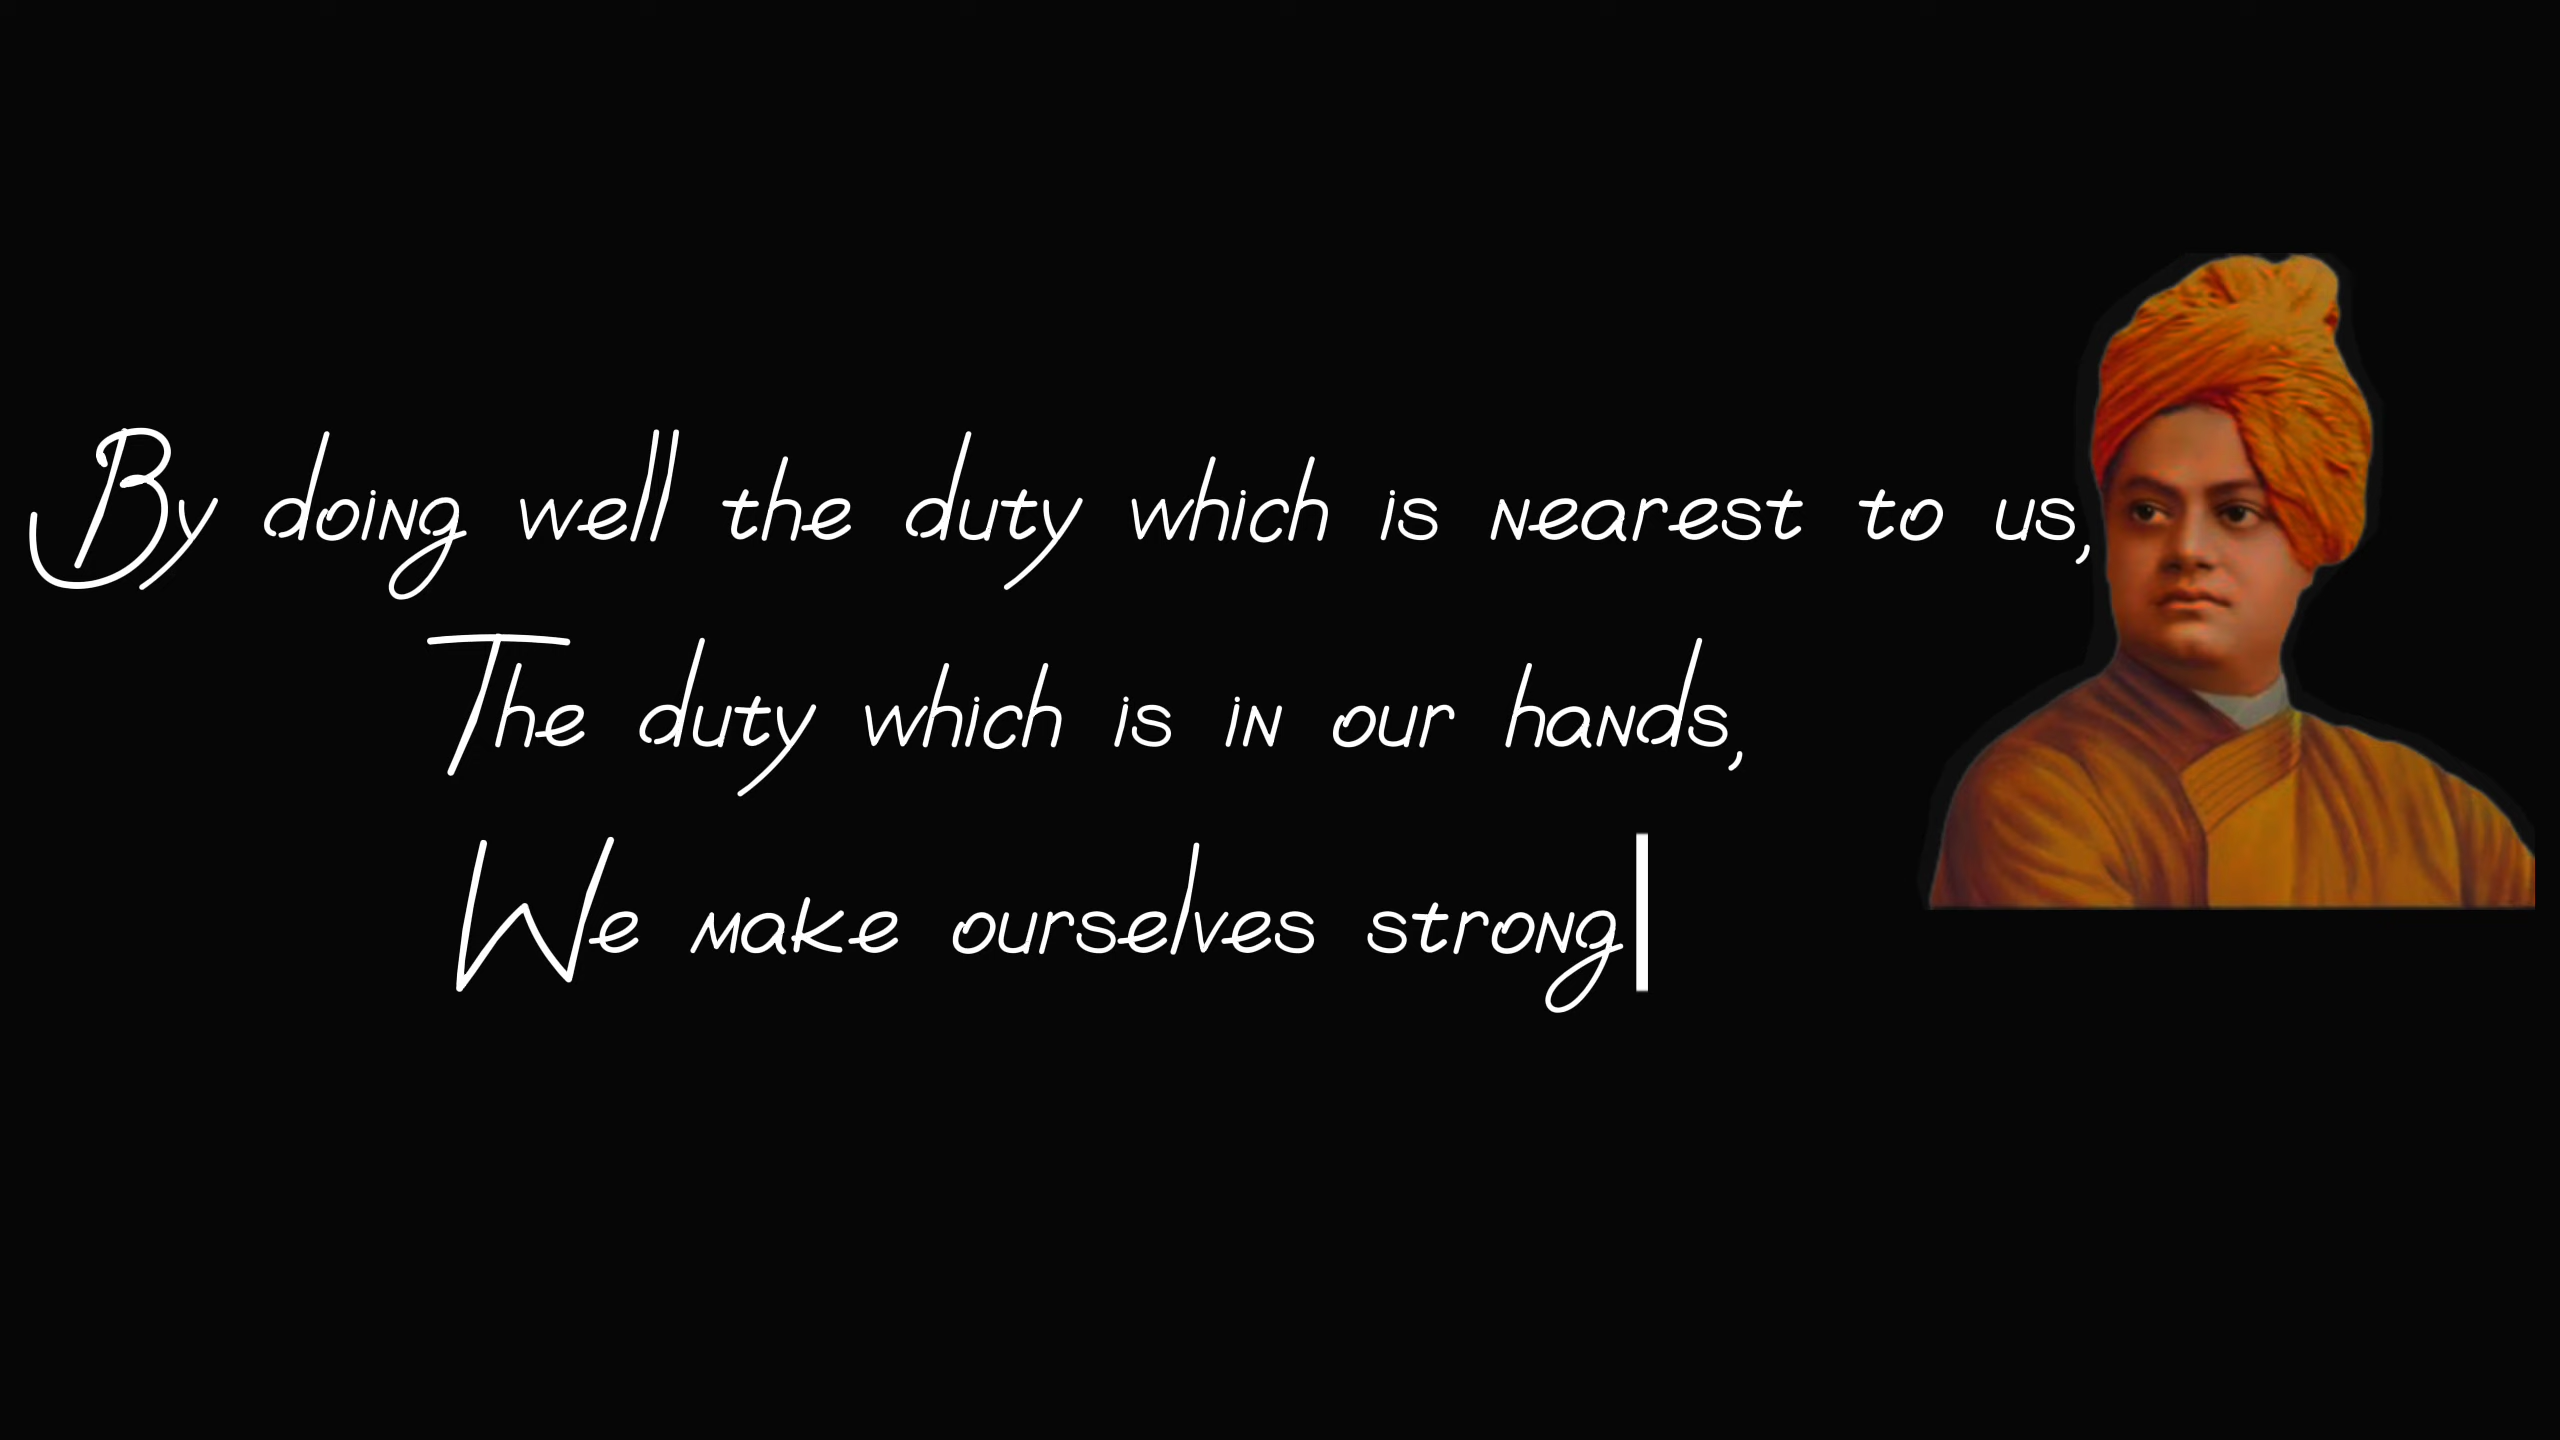 By doing well the duty which is nearest to us,
The duty which is in our hands,
We make ourselves strong